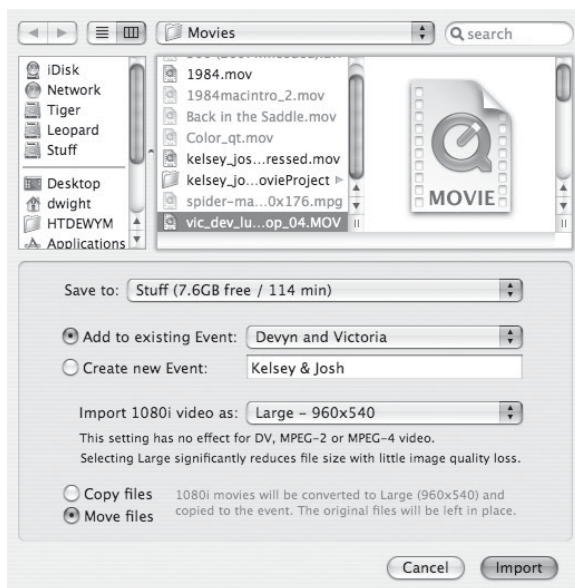 Movies
search
iDisk
Network
Tiger
Leopard
Stuff
Desktop
dwight
HTDEWYM
Applications
1984.mov
1984macintro_2.mov
Back in the Saddle.mov
Color_qt.mov
kelsey_jos...ressed.mov
kelsey_jo...ovieProject
spider-ma...0x176.mpg
vic_dev_lu...op_04.MOV
MOVIE
Save to: Stuff (7.6GB free / 114 min)
Add to existing Event: Devyn and Victoria
Create new Event: Kelsey & Josh
Import 1080i video as: Large - 960x540
This setting has no effect for DV, MPEG-2 or MPEG-4 video.
Selecting Large significantly reduces file size with little image quality loss.
Copy files
Move files
1080i movies will be converted to Large (960x540) and
copied to the event. The original files will be left in place.
Cancel
Import